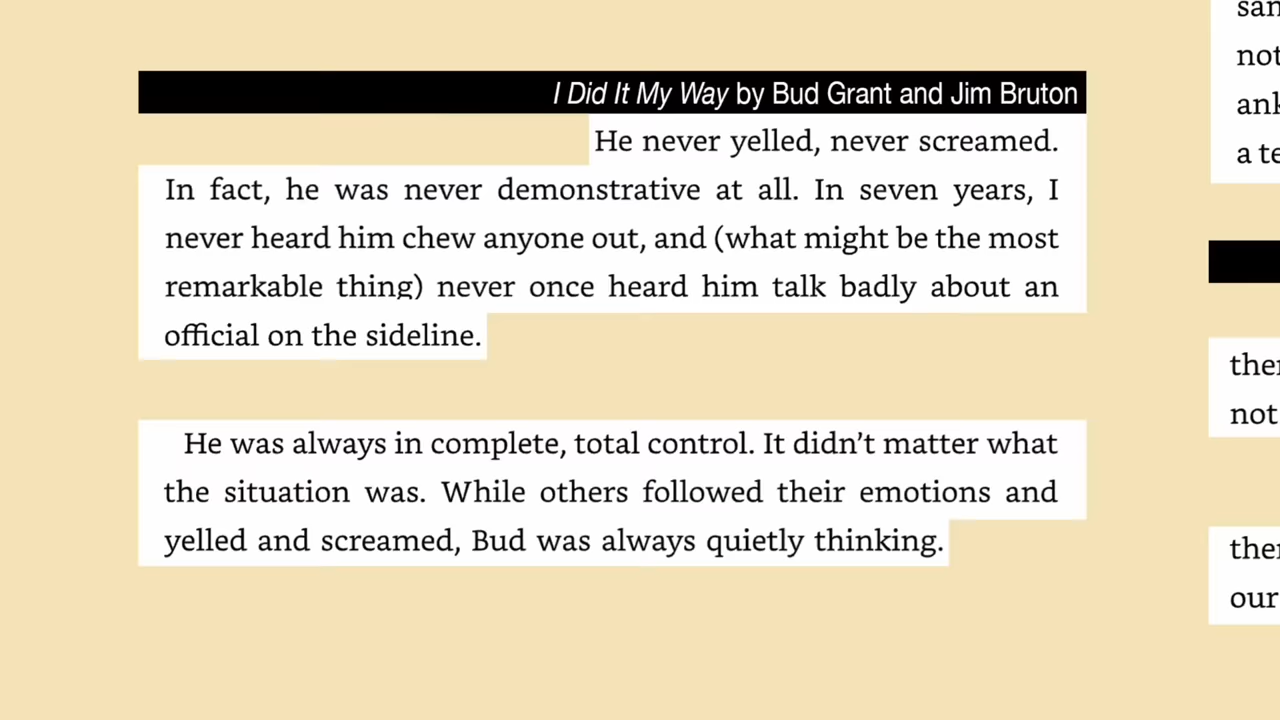 I Did It My Way by Bud Grant and Jim Bruton
He never yelled, never screamed.
In fact, he was never demonstrative at all. In seven years, I
never heard him chew anyone out, and (what might be the most
remarkable thing) never once heard him talk badly about an
official on the sideline.
He was always in complete, total control. It didn’t matter what
the situation was. While others followed their emotions and
yelled and screamed, Bud was always quietly thinking.
not
a
not
our